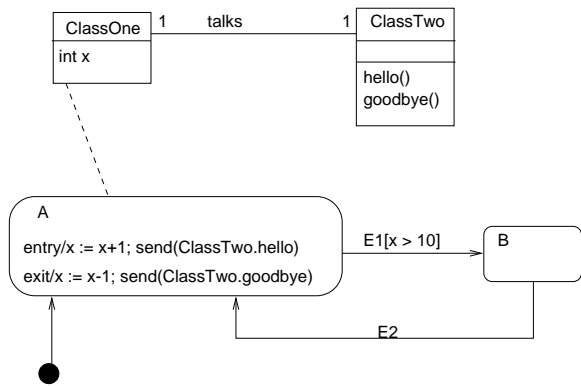 ClassOne
1 talks 1
ClassTwo
int x
hello()
goodbye()
A
entry/x := x+1; send(ClassTwo.hello)
exit/x := x-1; send(ClassTwo.goodbye)
E1[x > 10]
B
E2